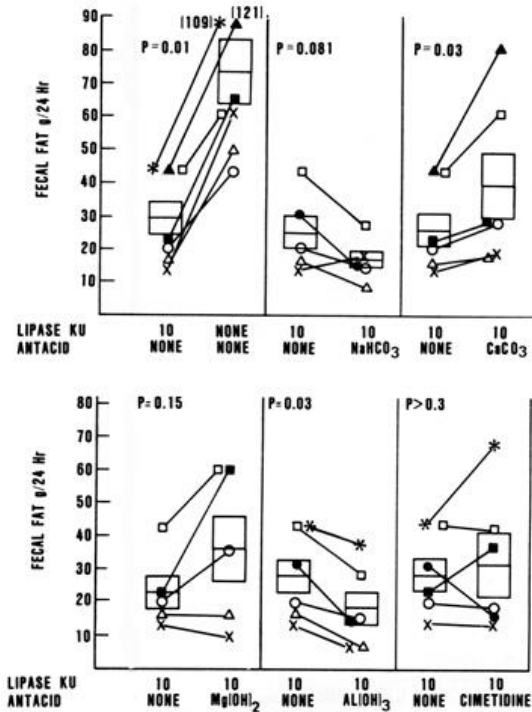 90
80
70
60
50
40
30
20
10
FECAL FAT g/24 Hr
(109) (121)
P=0.01 P=0.081 P=0.03
LIPASE KU 10 NONE 10 10 10 10
ANTACID NONE NONE NONE NaHCO3 NONE CaCO3
80
70
60
50
40
30
20
10
FECAL FAT g/24 Hr
P=0.15 P=0.03 P>0.3
LIPASE KU 10 10 10 10 10 10
ANTACID NONE Mg(OH)2 NONE AL(OH)3 NONE CIMETIDINE